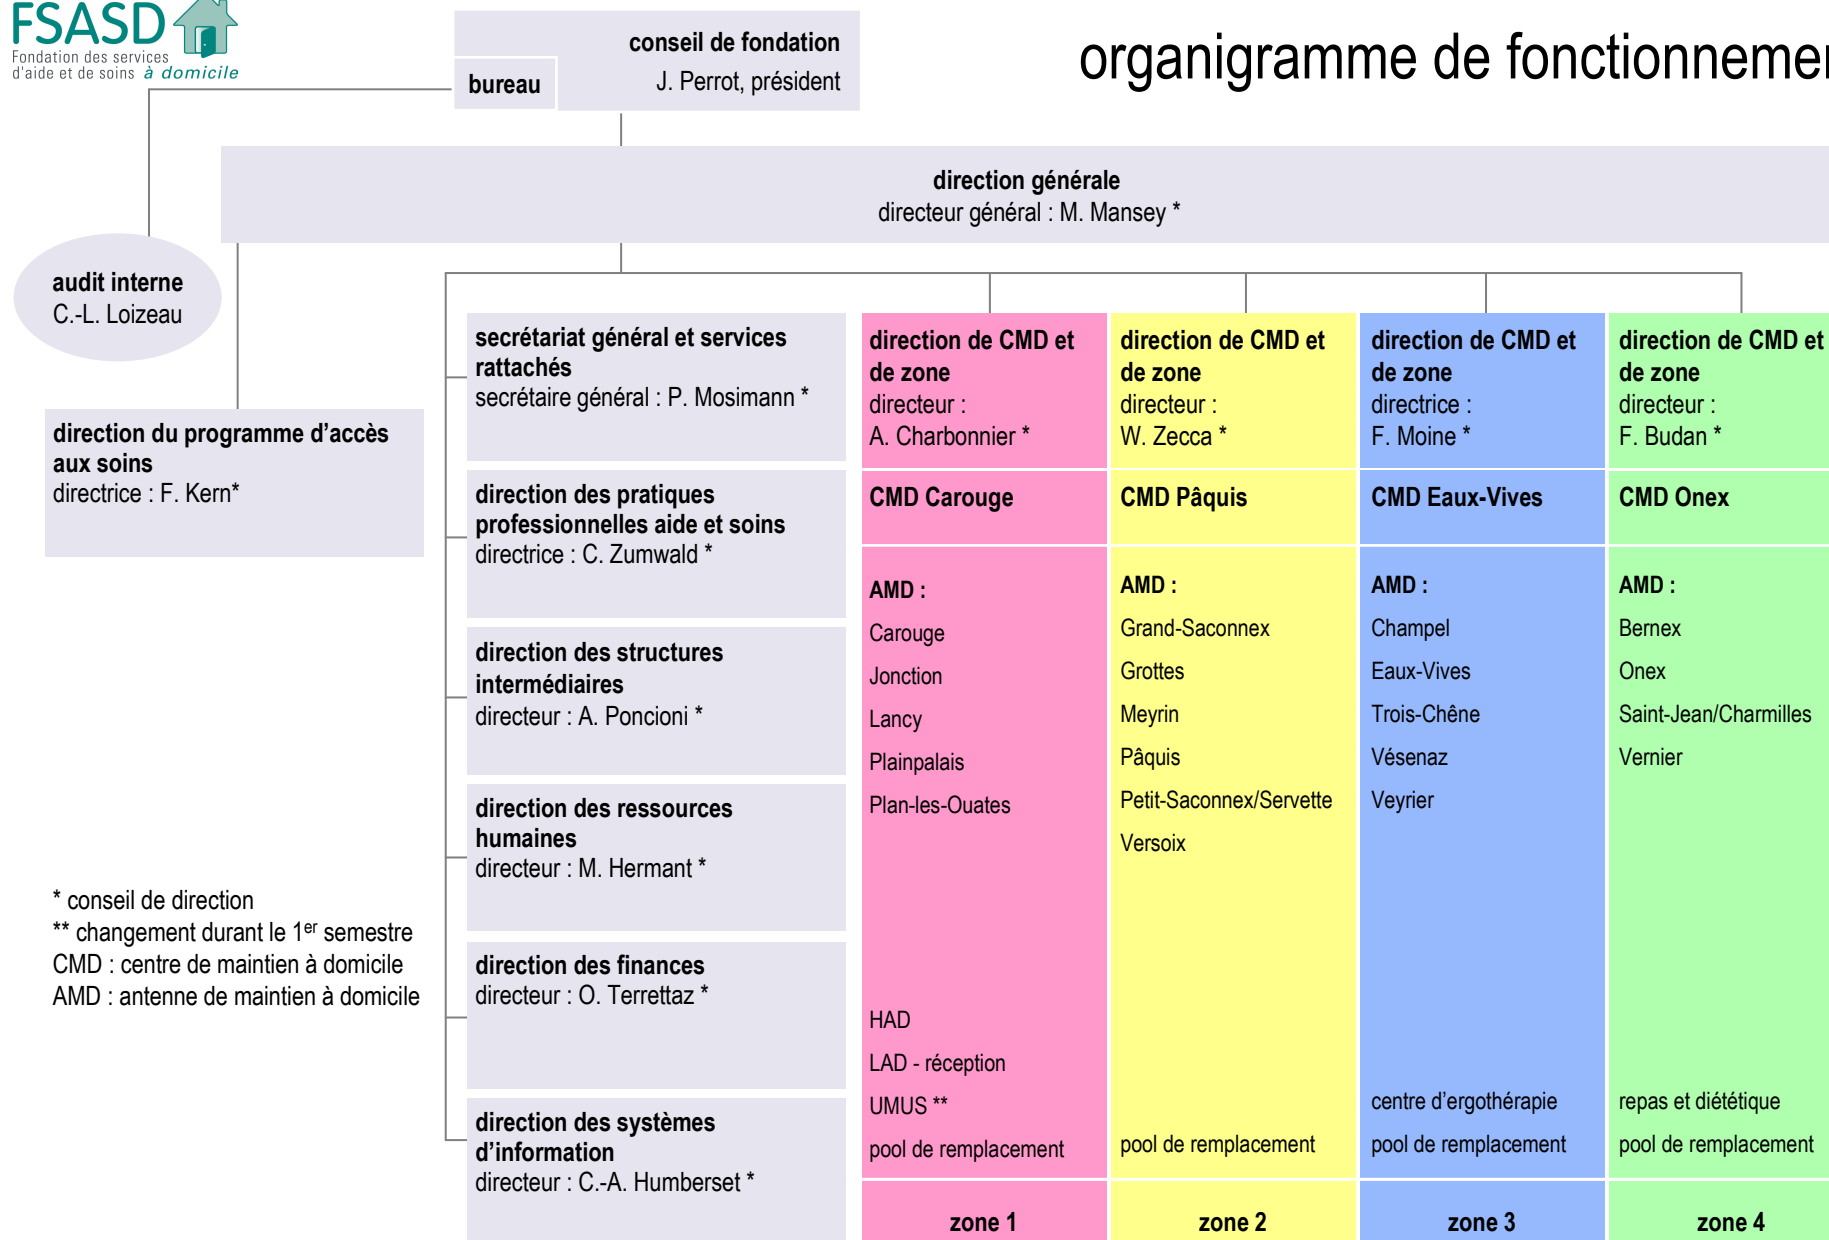 FSASD
Fondation des services
d'aide et de soins à domicile
conseil de fondation
J. Perrot, président
bureau
organigramme de fonctionnemen
direction générale
directeur général : M. Mansey *
audit interne
C.-L. Loizeau
direction du programme d’accès
aux soins
directrice : F. Kern*
secrétariat général et services
rattachés
secrétaire général : P. Mosimann *
direction des pratiques
professionnelles aide et soins
directrice : C. Zumwald *
direction des structures
intermédiaires
directeur : A. Poncioni *
direction des ressources
humaines
directeur : M. Hermant *
direction des finances
directeur : O. Terrettaz *
direction des systèmes
d’information
directeur : C.-A. Humberset *
direction de CMD et
de zone
directeur :
A. Charbonnier *
CMD Carouge
AMD :
Carouge
Jonction
Lancy
Plainpalais
Plan-les-Ouates
HAD
LAD - réception
UMUS **
pool de remplacement
zone 1
direction de CMD et
de zone
directeur :
W. Zecca *
CMD Pâquis
AMD :
Grand-Saconnex
Grottes
Meyrin
Pâquis
Petit-Saconnex/Servette
Versoix
pool de remplacement
zone 2
direction de CMD et
de zone
directrice :
F. Moine *
CMD Eaux-Vives
AMD :
Champel
Eaux-Vives
Trois-Chêne
Vésenaz
Veyrier
centre d’ergothérapie
pool de remplacement
zone 3
direction de CMD et
de zone
directeur :
F. Budan *
CMD Onex
AMD :
Bernex
Onex
Saint-Jean/Charmilles
Vernier
repas et diététique
pool de remplacement
zone 4
* conseil de direction
** changement durant le 1er semestre
CMD : centre de maintien à domicile
AMD : antenne de maintien à domicile